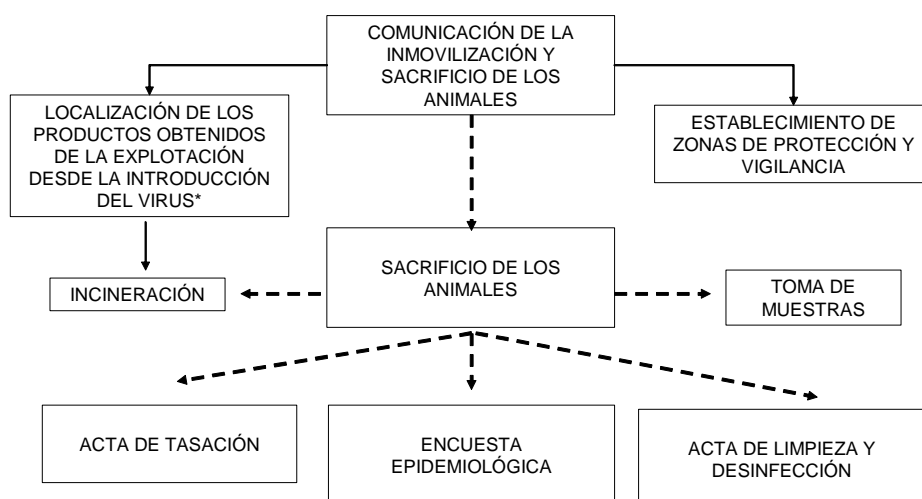 COMUNICACIÓN DE LA
INMOVILIZACIÓN Y
SACRIFICIO DE LOS
ANIMALES
LOCALIZACIÓN DE LOS
PRODUCTOS OBTENIDOS
DE LA EXPLOTACIÓN
DESDE LA INTRODUCCIÓN
DEL VIRUS*
ESTABLECIMIENTO DE
ZONAS DE PROTECCIÓN Y
VIGILANCIA
INCINERACIÓN
SACRIFICIO DE LOS
ANIMALES
TOMA DE
MUESTRAS
ACTA DE TASACIÓN
ENCUESTA
EPIDEMIOLÓGICA
ACTA DE LIMPIEZA Y
DESINFECCIÓN